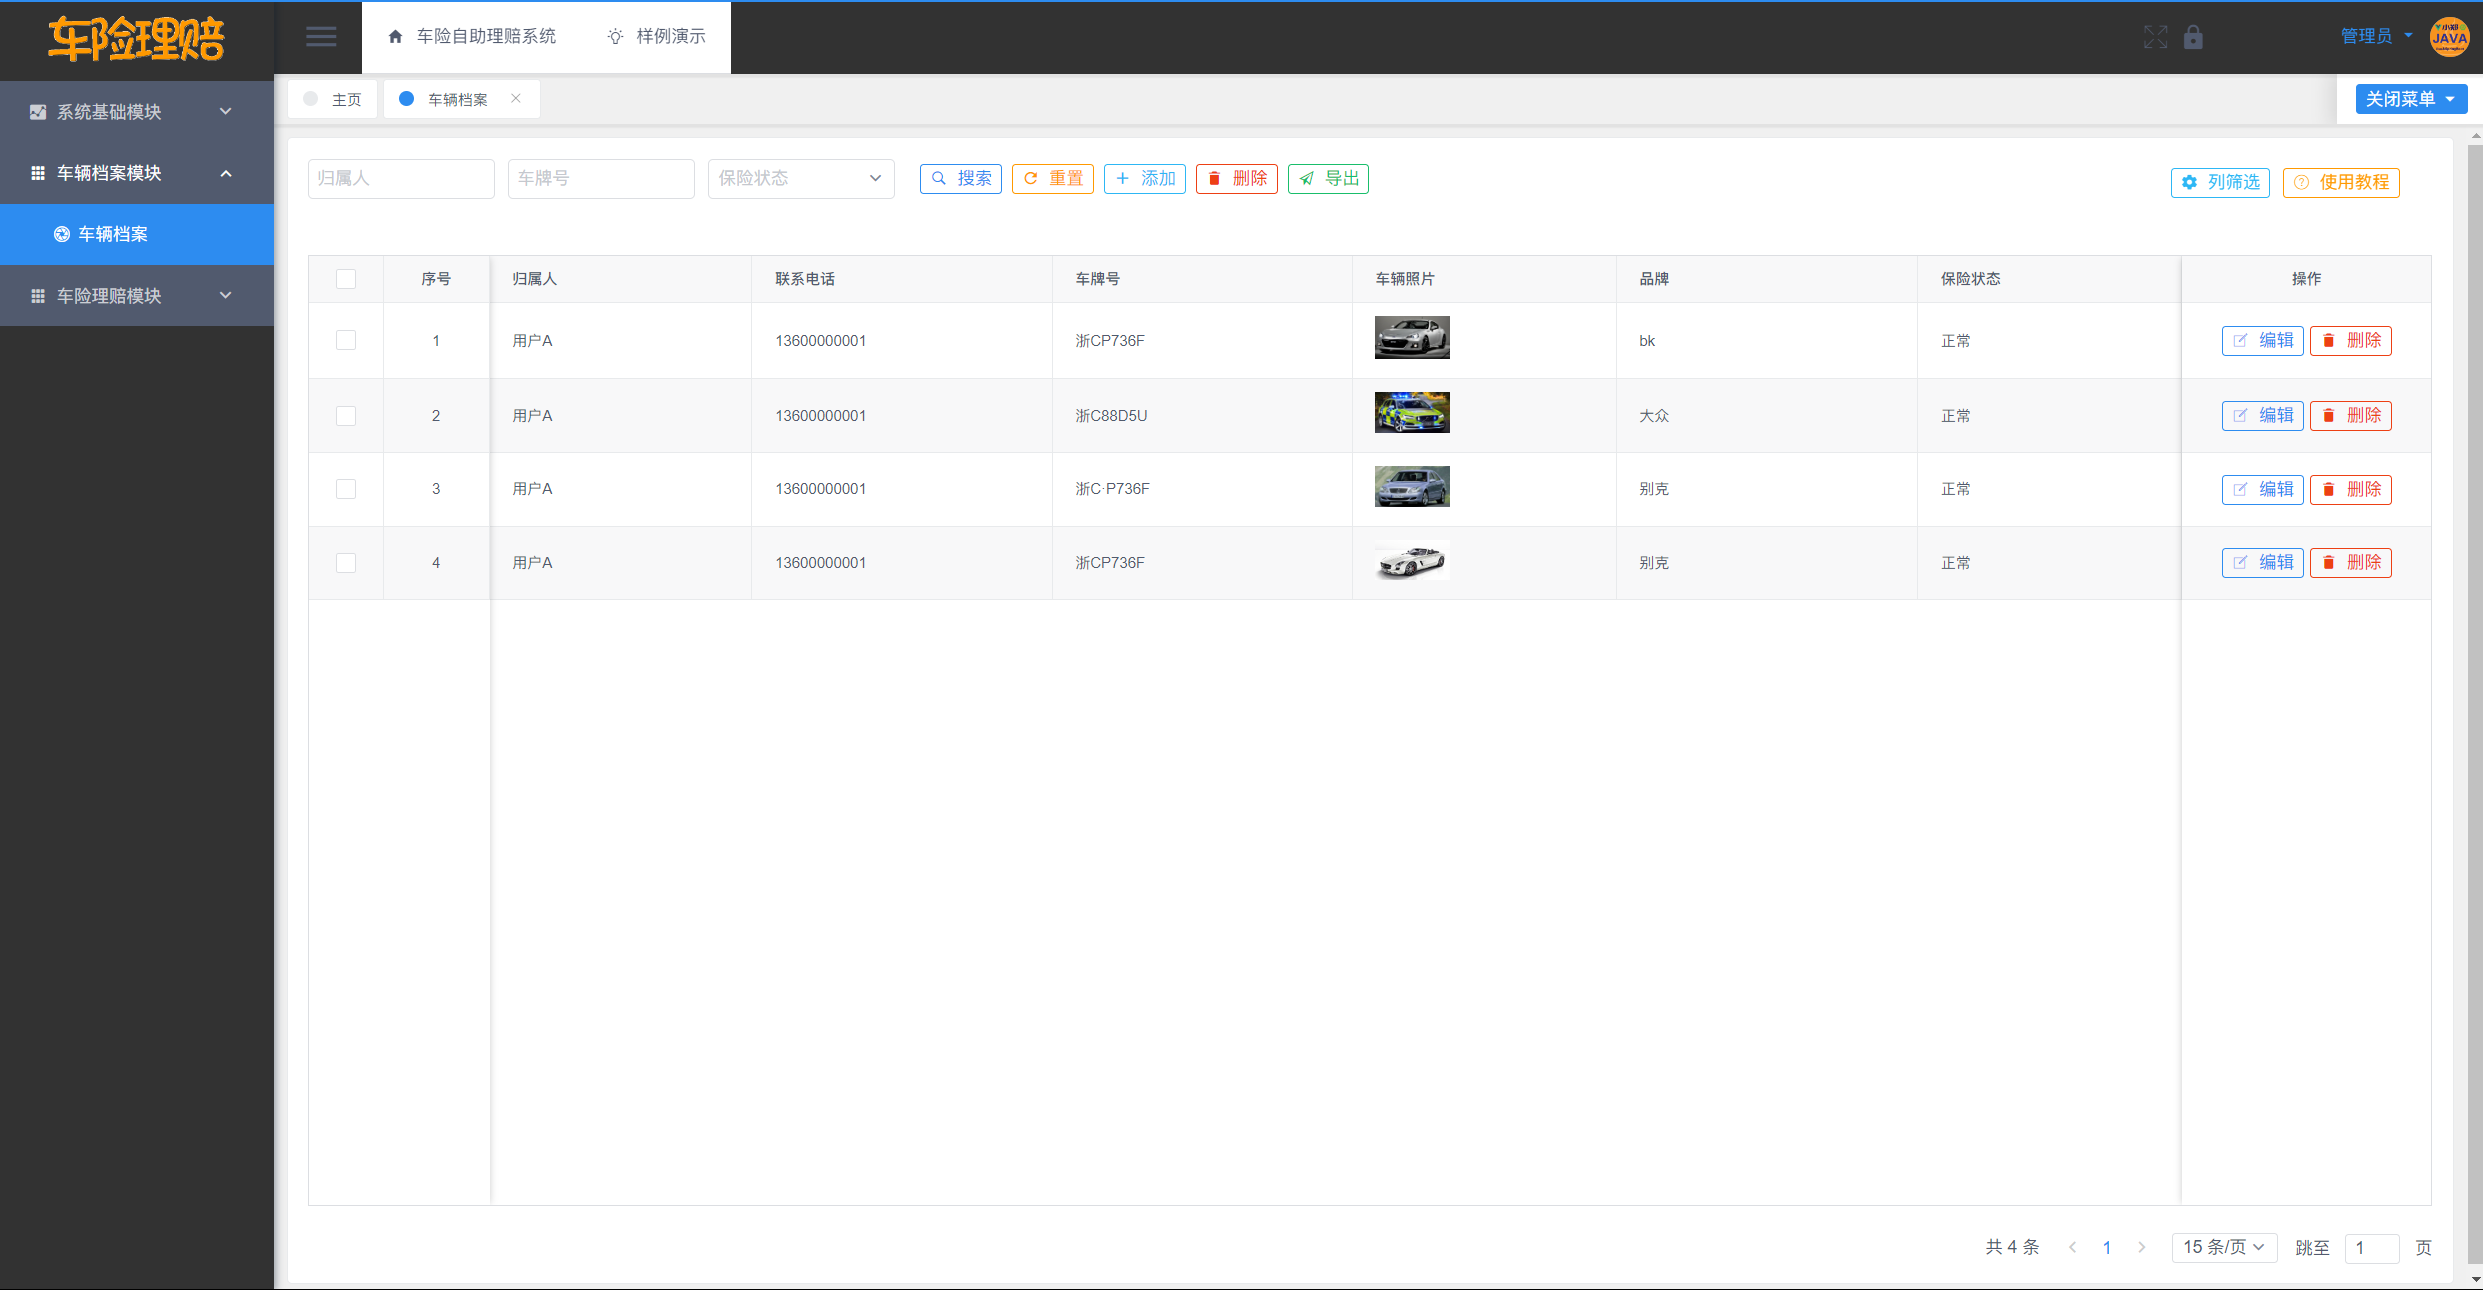 车险理赔
车险自助理赔系统 样例演示
管理员
小郑
JAVA
系统基础模块
车辆档案模块
车辆档案
车险理赔模块
主页 车辆档案
关闭菜单
归属人 车牌号 保险状态 搜索 重置 添加 删除 导出 列筛选 使用教程
序号 归属人 联系电话 车牌号 车辆照片 品牌 保险状态 操作
1 用户A 13600000001 浙CP736F bk 正常 编辑 删除
2 用户A 13600000001 浙C88D5U 大众 正常 编辑 删除
3 用户A 13600000001 浙C·P736F 别克 正常 编辑 删除
4 用户A 13600000001 浙CP736F 别克 正常 编辑 删除
共 4 条 1 15 条/页 跳至 1 页